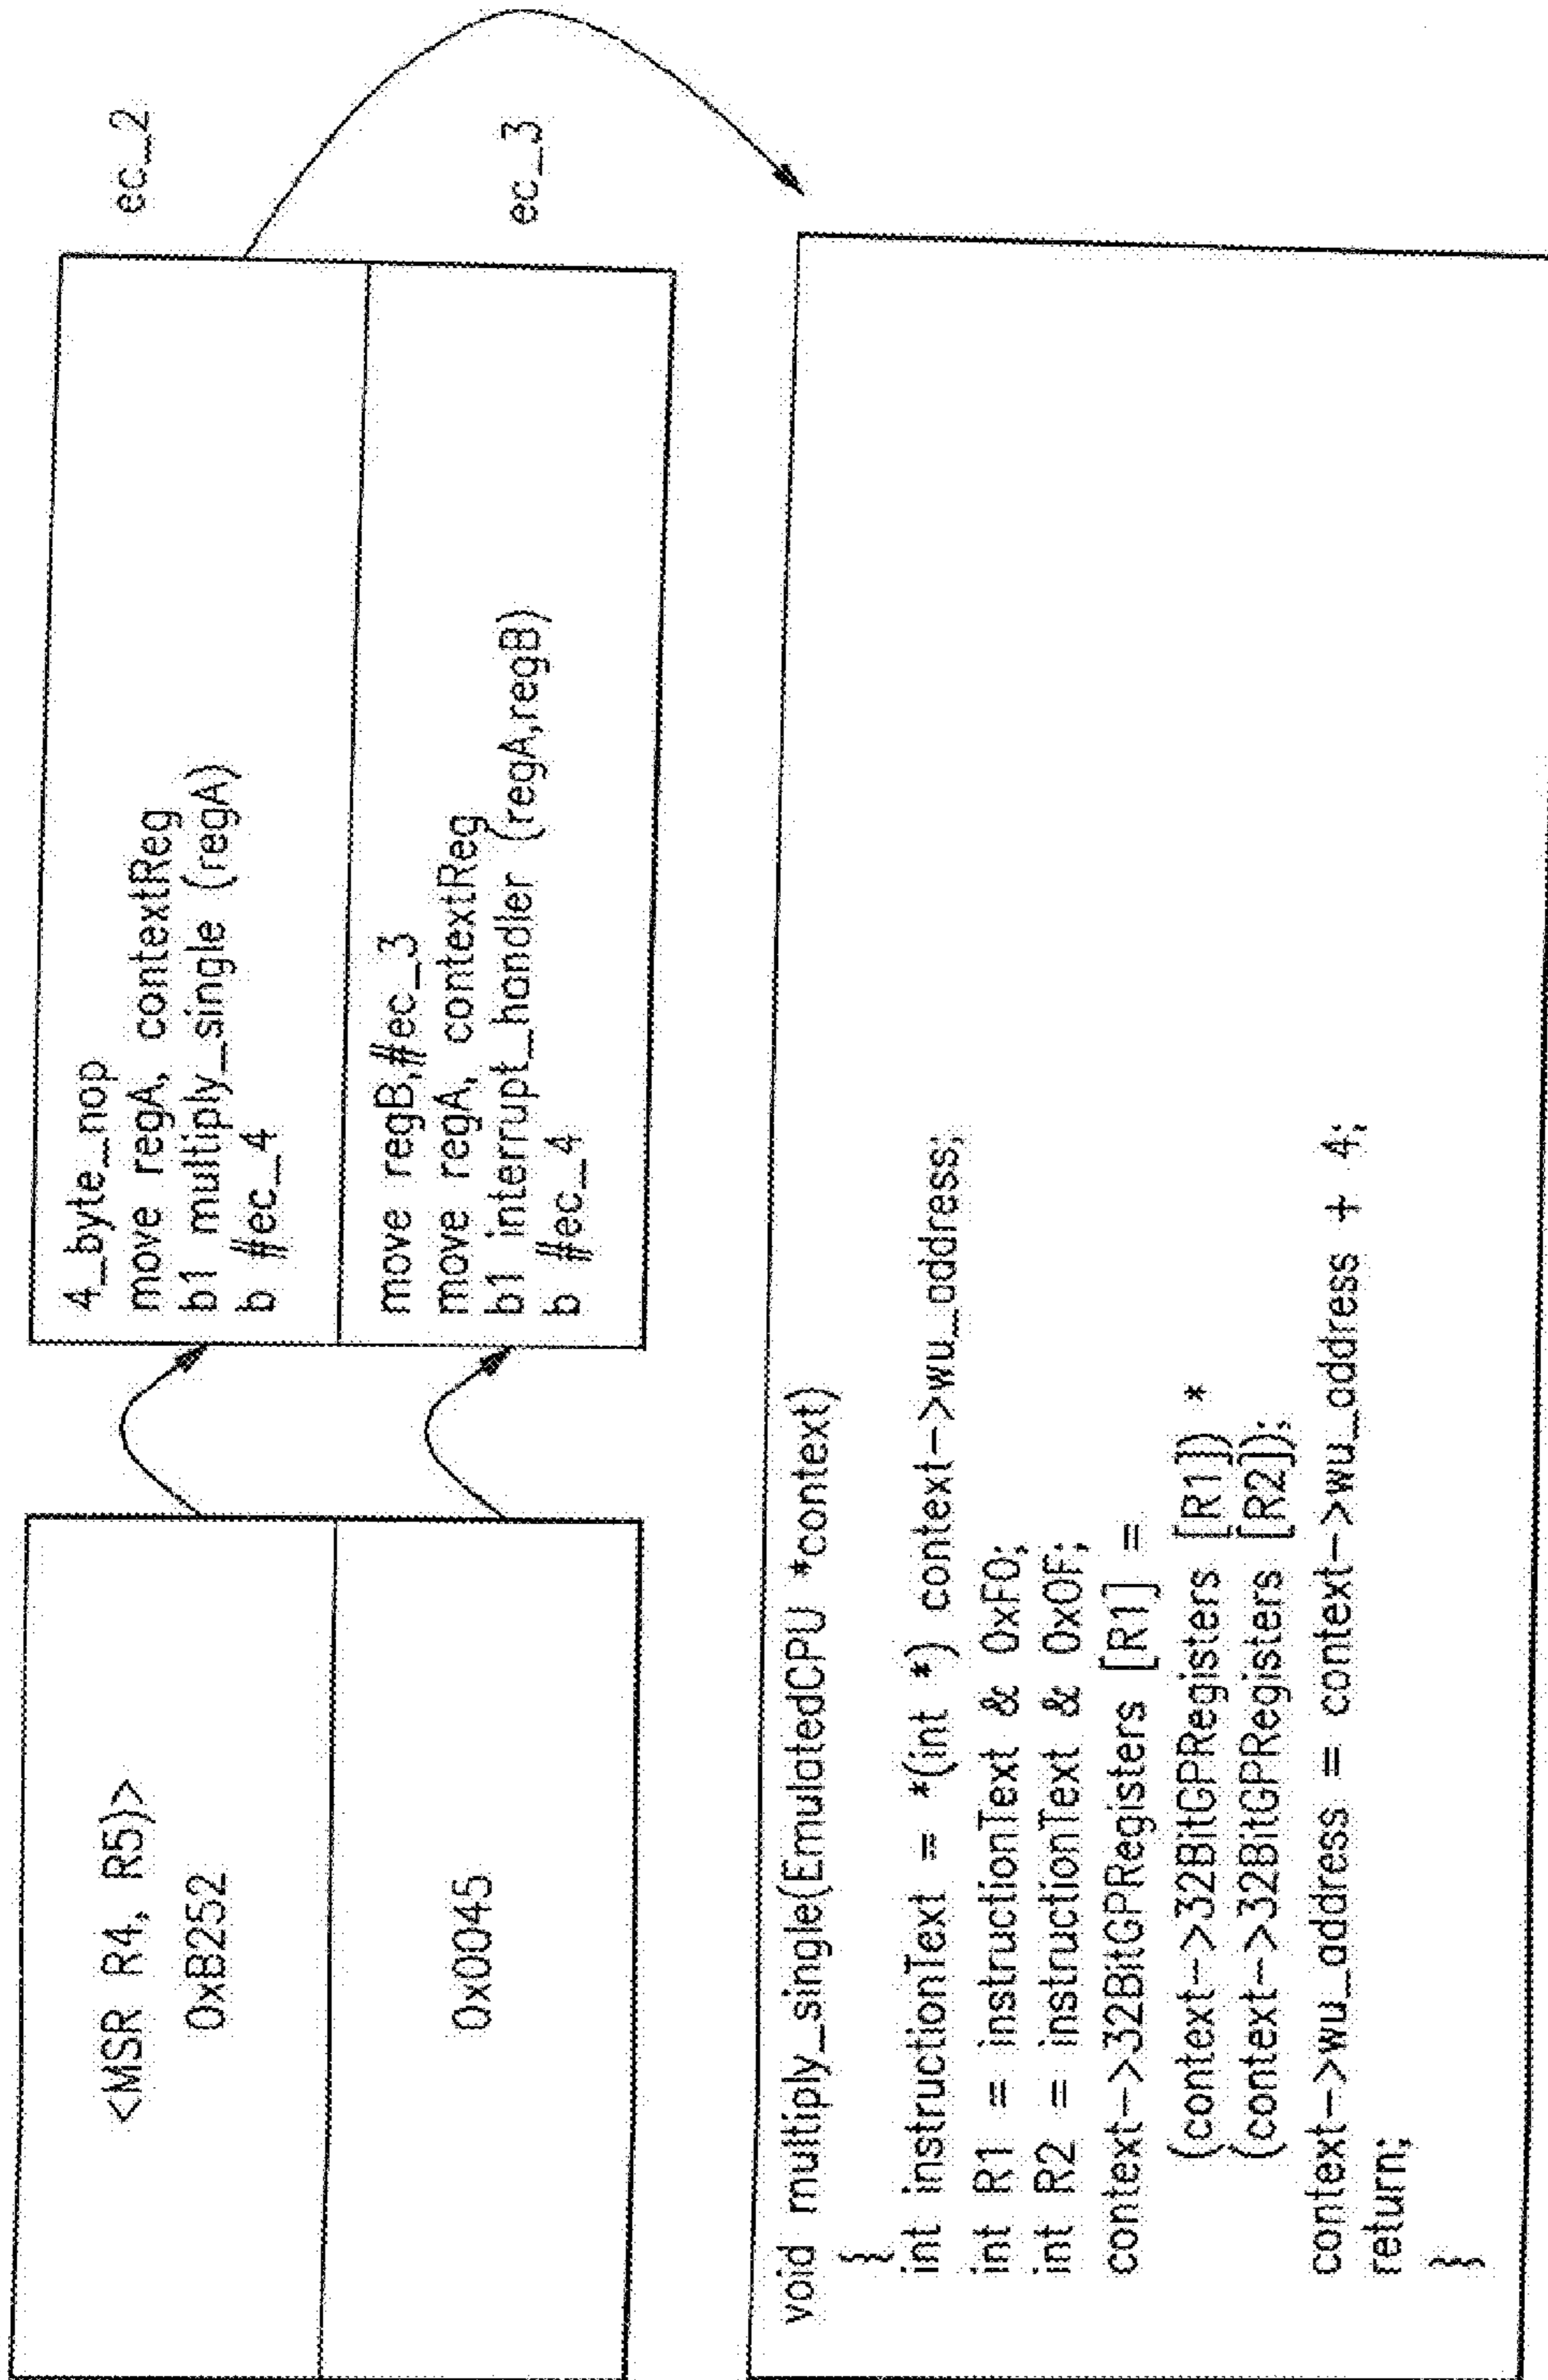 <MSR R4, R5)>
0xB252
0x0045
4_byte_nop
move regA, contextReg
b1 multiply_single (regA)
b #ec_4
ec_2
move regB,#ec_3
move regA, contextReg
b1 interrupt_handler (regA,regB)
b #ec_4
ec_3
void multiply_single(EmulatedCPU *context)
{
int instructionText = *(int *) context->wu_address;
int R1 = instructionText & 0xF0;
int R2 = instructionText & 0x0F;
context->32BitGPRegisters [R1] =
(context->32BitGPRegisters [R1]) *
(context->32BitGPRegisters [R2]);
context->wu_address = context->wu_address + 4;
return;
}